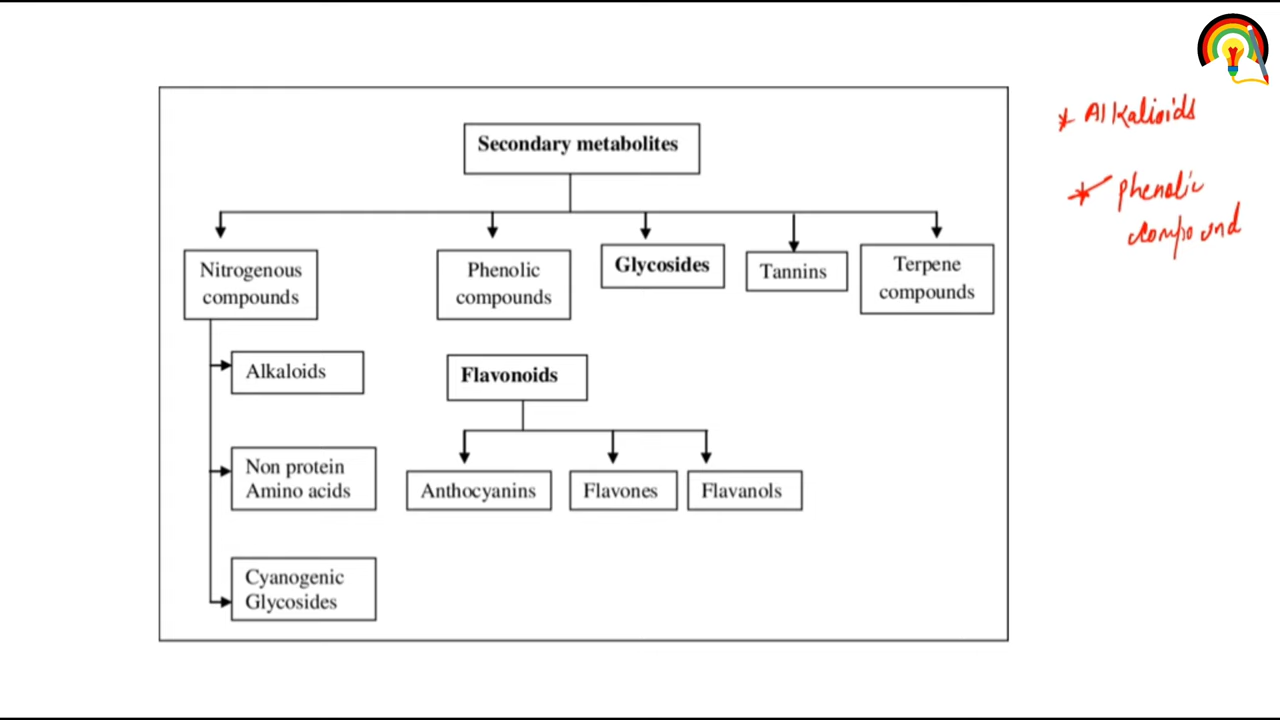 Secondary metabolites
Nitrogenous
compounds
Phenolic
compounds
Glycosides
Tannins
Terpene
compounds
Alkaloids
Non protein
Amino acids
Cyanogenic
Glycosides
Flavonoids
Anthocyanins
Flavones
Flavanols
* Alkalioids
* phenolic
compound